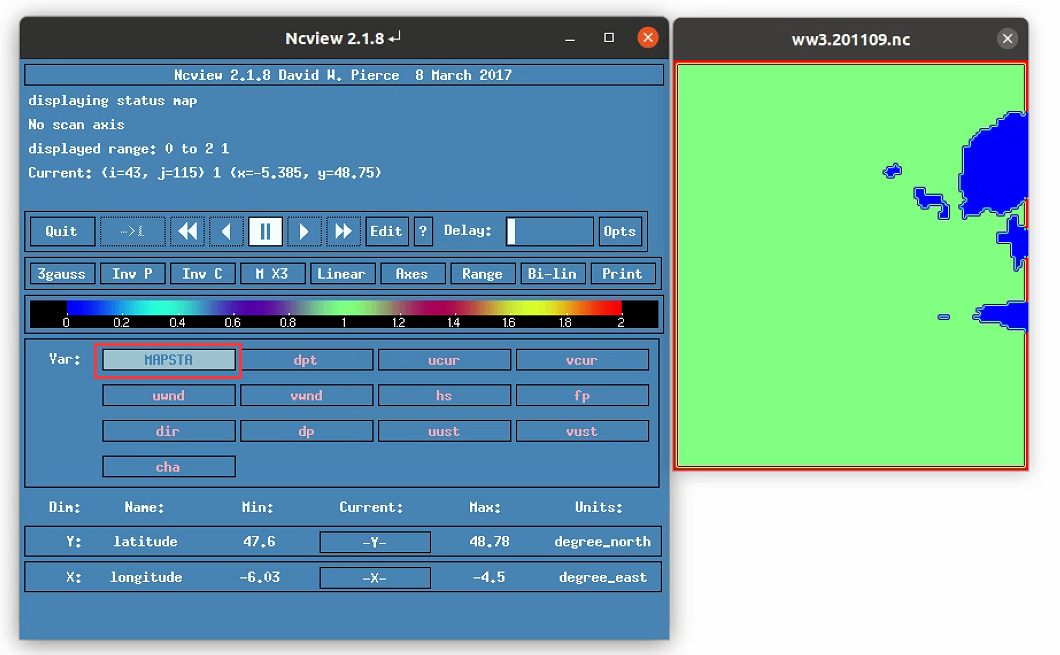 Ncview 2.1.8
ww3.201109.nc
Ncview 2.1.8 David W. Pierce 8 March 2017
displaying status map
No scan axis
displayed range: 0 to 2 1
Current: (i=43, j=115) 1 (x=-5.385, y=48.75)
Quit ->1 Edit ? Delay: Opts
3gauss Inv P Inv C M X3 Linear Axes Range Bi-lin Print
0 0.2 0.4 0.6 0.8 1 1.2 1.4 1.6 1.8 2
Var: MAPSTA dpt ucur vcur
uwnd vwnd hs fp
dir dp uust vust
cha
Dim: Name: Min: Current: Max: Units:
Y: latitude 47.6 -Y- 48.78 degree_north
X: longitude -6.03 -X- -4.5 degree_east